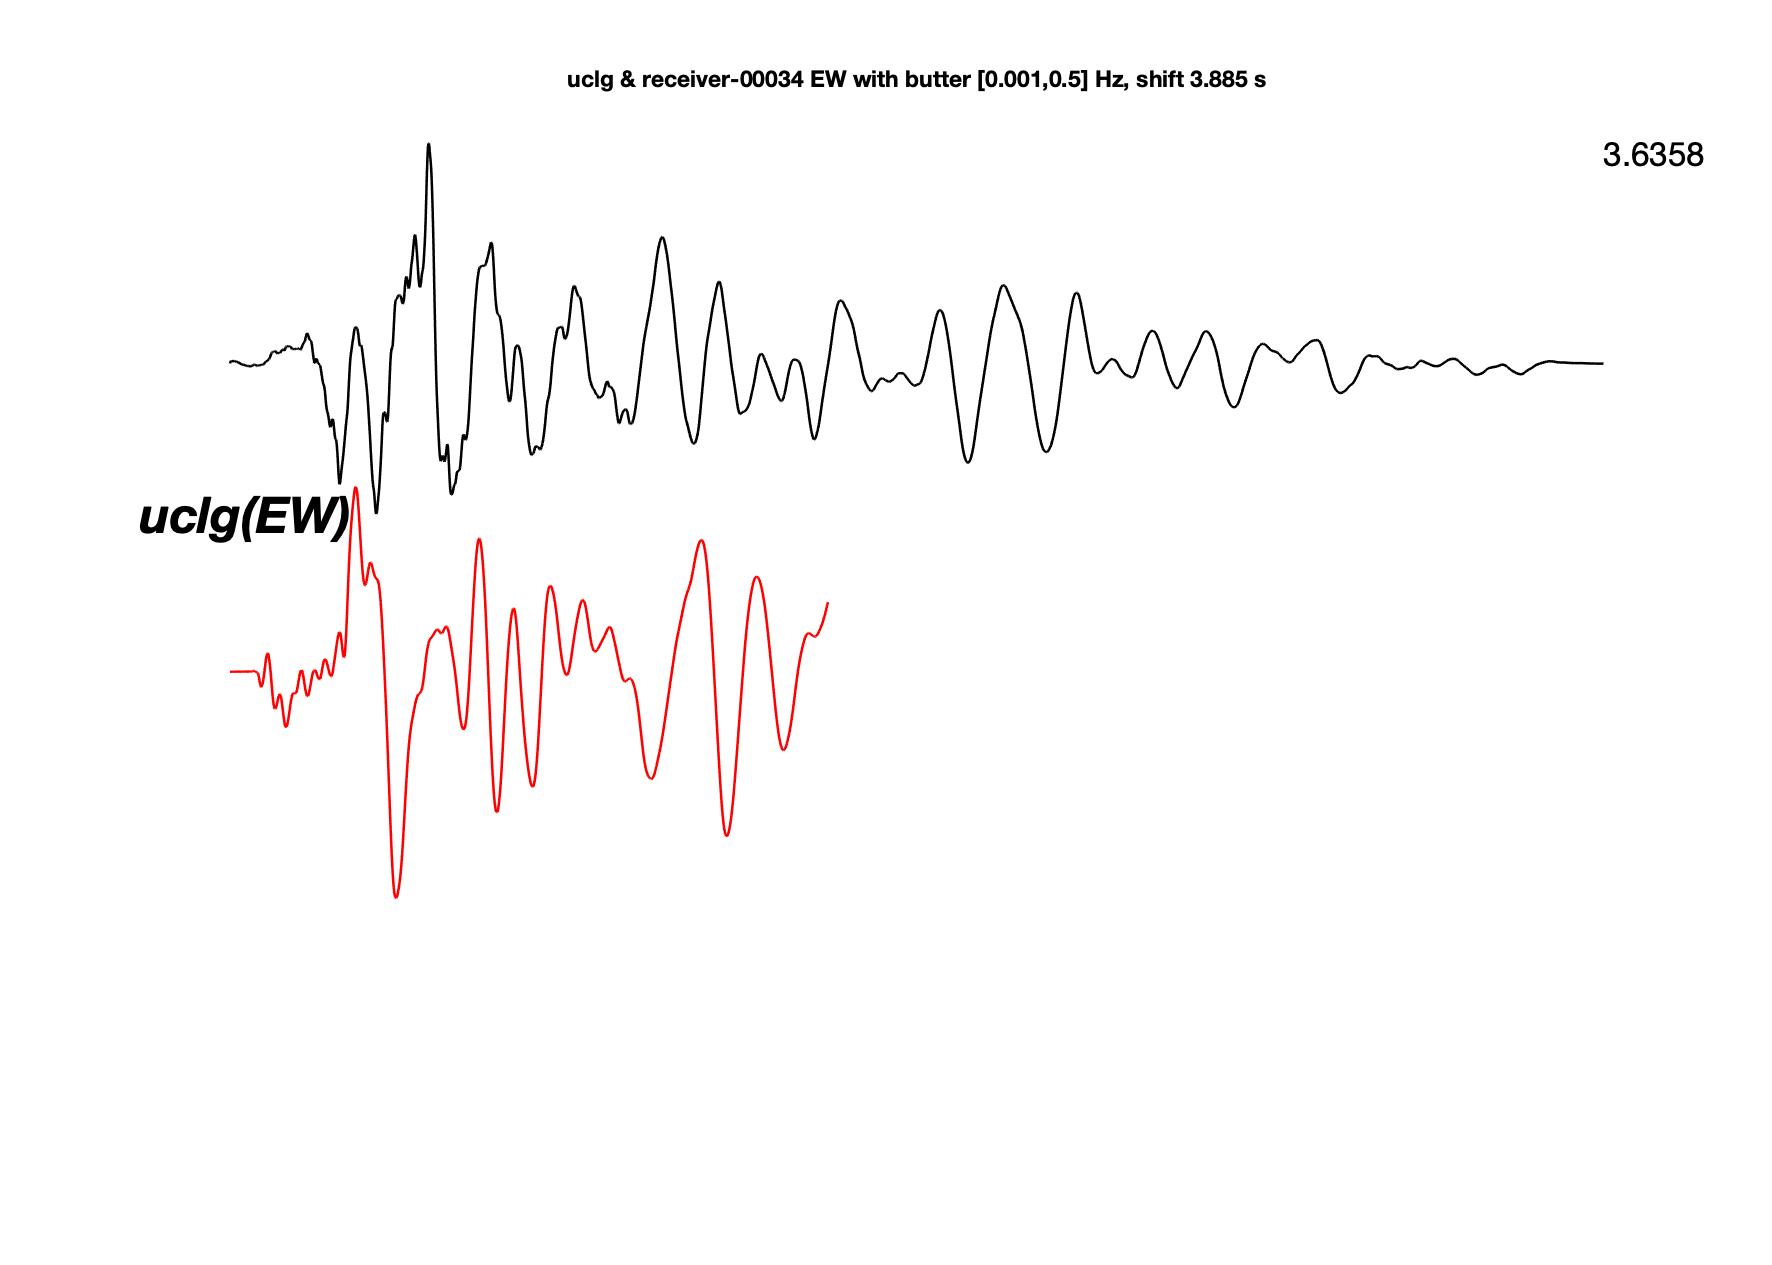 uclg & receiver-00034 EW with butter [0.001,0.5] Hz, shift 3.885 s
3.6358
uclg(EW)